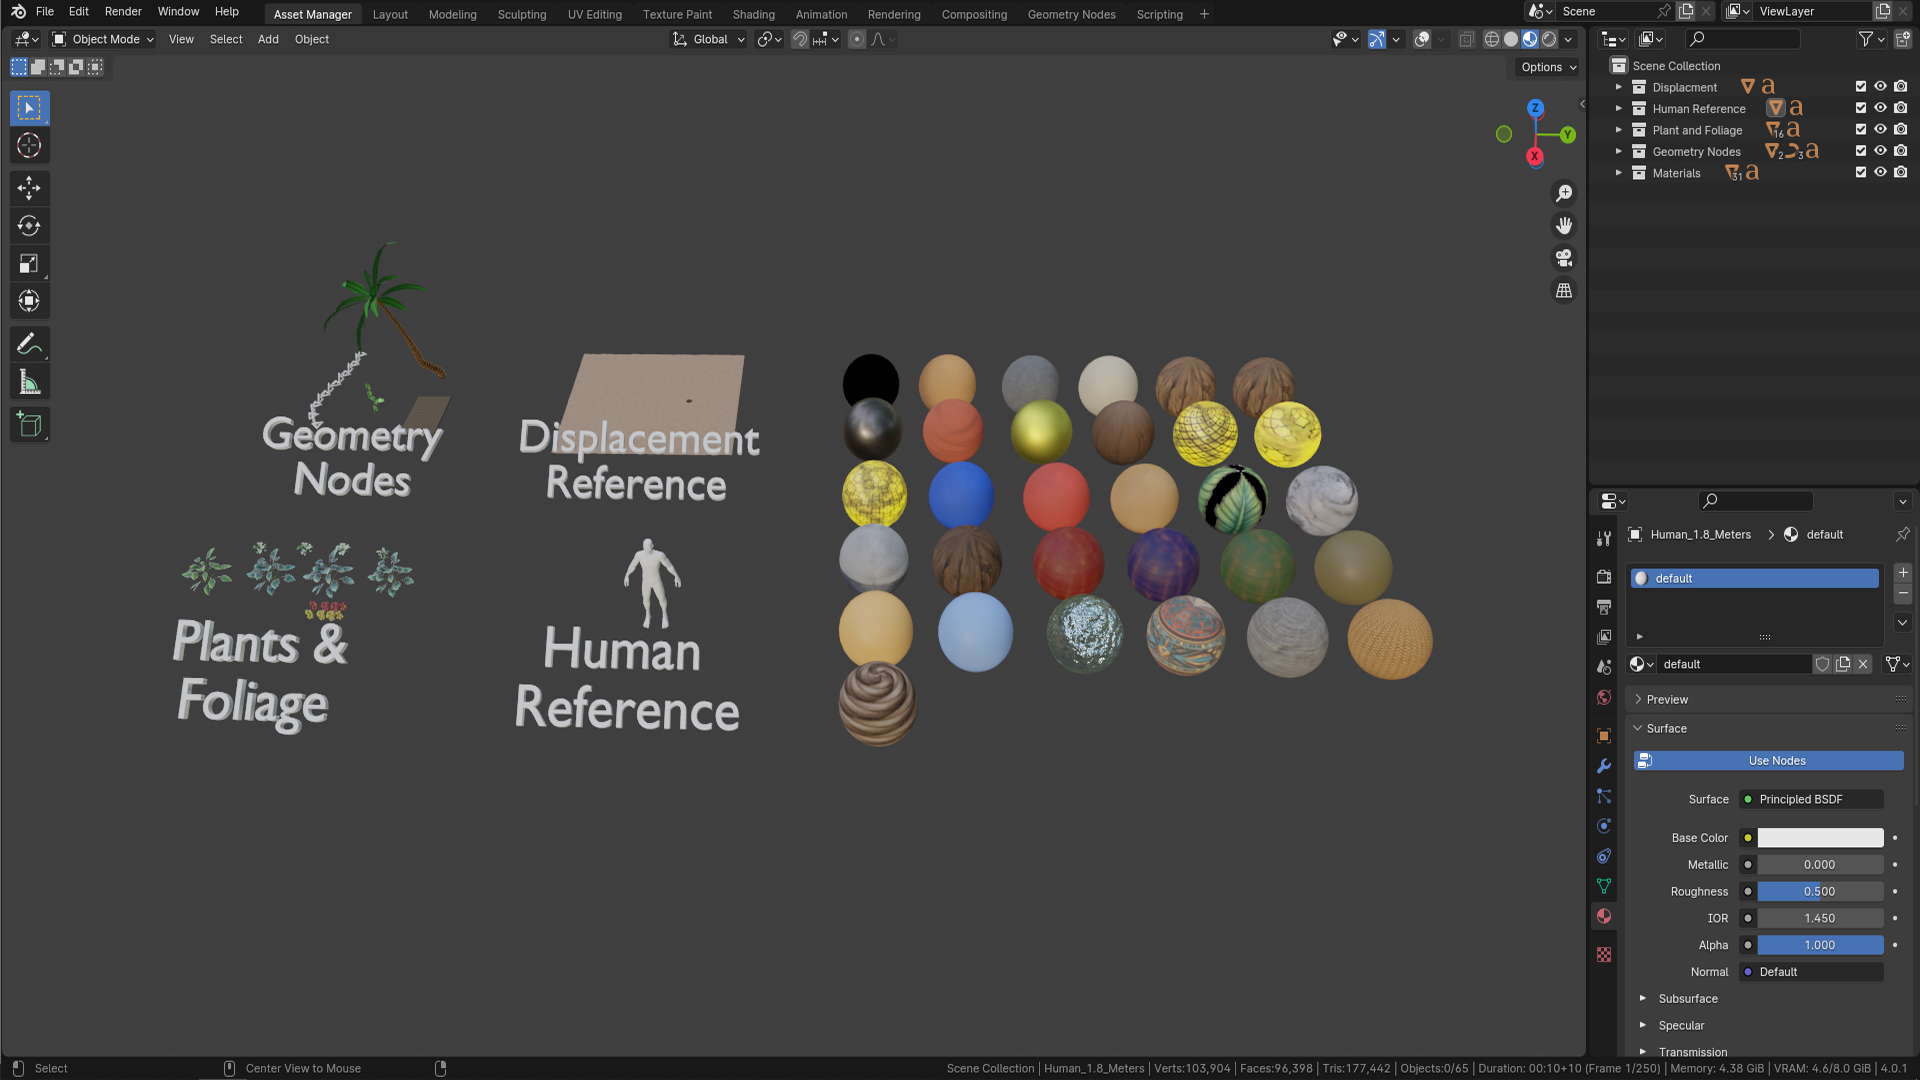 File Edit Render Window Help Asset Manager Layout Modeling Sculpting UV Editing Texture Paint Shading Animation Rendering Compositing Geometry Nodes Scripting + Scene ViewLayer
Object Mode View Select Add Object Global
Options
Scene Collection
Displacment a
Human Reference a
Plant and Foliage 16 a
Geometry Nodes 2 3 a
Materials 31 a
Z
Y
X
Geometry
Nodes
Displacement
Reference
Plants &
Foliage
Human
Reference
Human_1.8_Meters > default
default
default
Preview
Surface
Use Nodes
Surface Principled BSDF
Base Color
Metallic 0.000
Roughness 0.500
IOR 1.450
Alpha 1.000
Normal Default
Subsurface
Specular
Transmission
Select Center View to Mouse Scene Collection | Human_1.8_Meters | Verts:103,904 | Faces:96,398 | Tris:177,442 | Objects:0/65 | Duration: 00:10+10 (Frame 1/250) | Memory: 4.38 GiB | VRAM: 4.6/8.0 GiB | 4.0.1